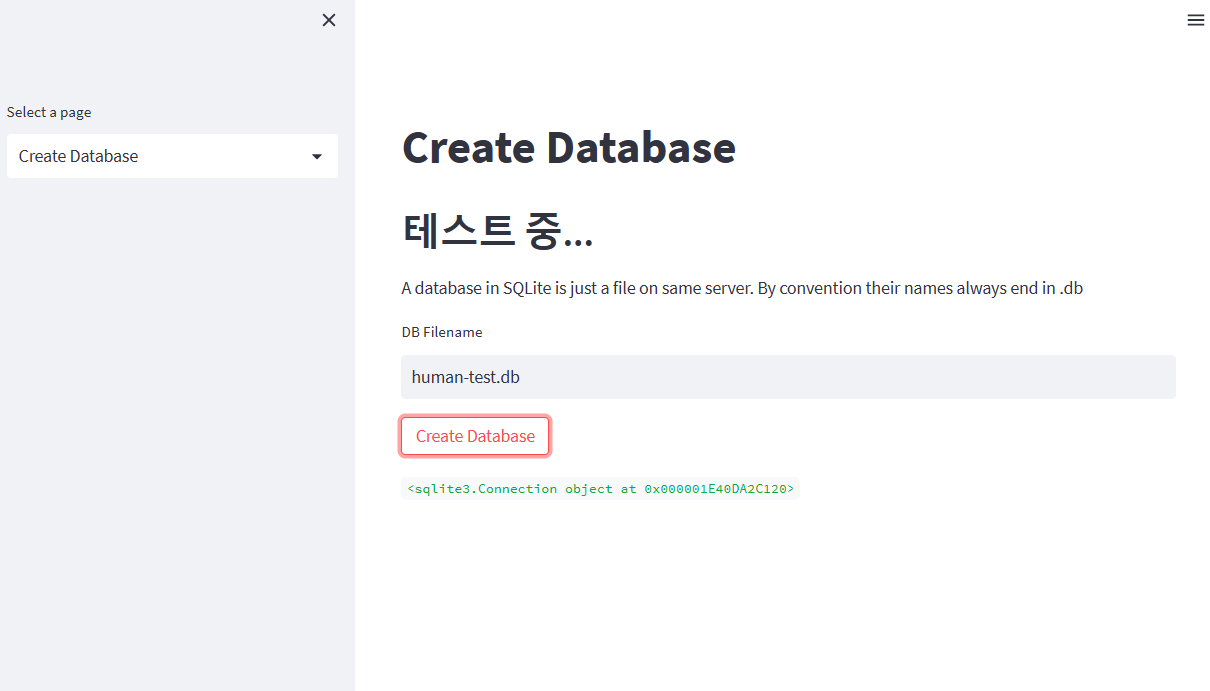 Select a page
Create Database
Create Database
테스트 중...
A database in SQLite is just a file on same server. By convention their names always end in .db
DB Filename
human-test.db
Create Database
<sqlite3.Connection object at 0x000001E40DA2C120>